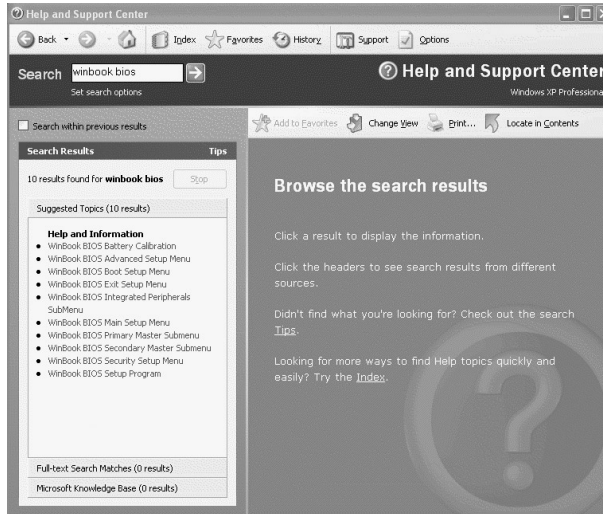 Help and Support Center
Back Index Favorites History Support Options
Search winbook bios
Set search options
Help and Support Center
Windows XP Professional
Search within previous results
Add to Favorites Change View Print... Locate in Contents
Search Results Tips
10 results found for winbook bios Stop
Suggested Topics (10 results)
Help and Information
• WinBook BIOS Battery Calibration
• WinBook BIOS Advanced Setup Menu
• WinBook BIOS Boot Setup Menu
• WinBook BIOS Exit Setup Menu
• WinBook BIOS Integrated Peripherals
SubMenu
• WinBook BIOS Main Setup Menu
• WinBook BIOS Primary Master Submenu
• WinBook BIOS Secondary Master Submenu
• WinBook BIOS Security Setup Menu
• WinBook BIOS Setup Program
Full-text Search Matches (0 results)
Microsoft Knowledge Base (0 results)
Browse the search results
Click a result to display the information.
Click the headers to see search results from different
sources.
Didn't find what you're looking for? Check out the search
Tips.
Looking for more ways to find Help topics quickly and
easily? Try the Index.